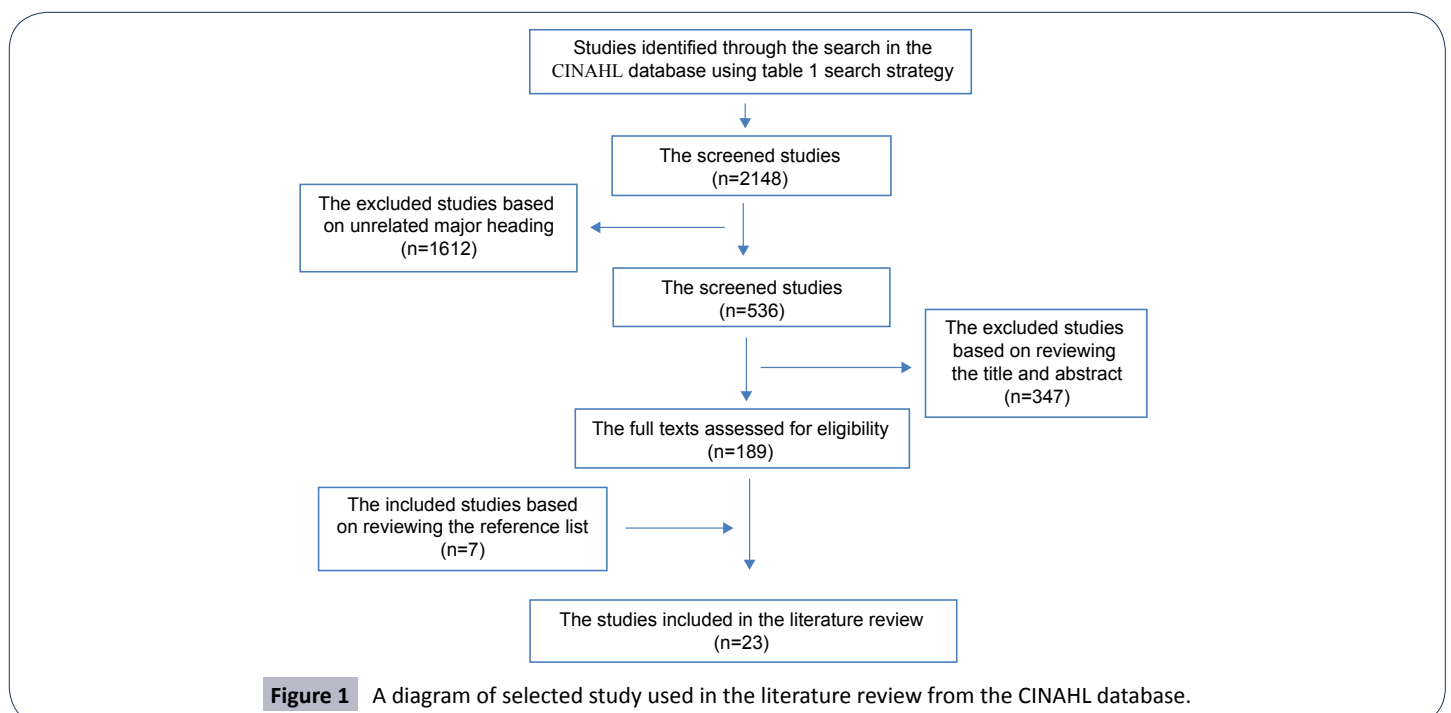 Studies identified through the search in the
CINAHL database using table 1 search strategy
The screened studies
(n=2148)
The excluded studies based
on unrelated major heading
(n=1612)
The screened studies
(n=536)
The excluded studies
based on reviewing
the title and abstract
(n=347)
The full texts assessed for eligibility
(n=189)
The included studies based
on reviewing the reference list
(n=7)
The studies included in the literature review
(n=23)
Figure 1 A diagram of selected study used in the literature review from the CINAHL database.